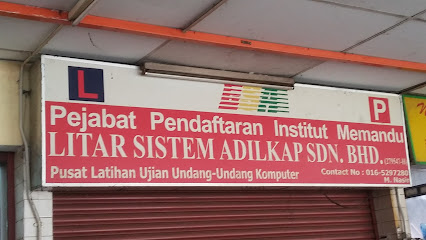 L
P
Pejabat Pendaftaran Institut Memandu
LITAR SISTEM ADILKAP SDN. BHD.
Pusat Latihan Ujian Undang-Undang Komputer
Contact No : 016-5297280
M. Nasir